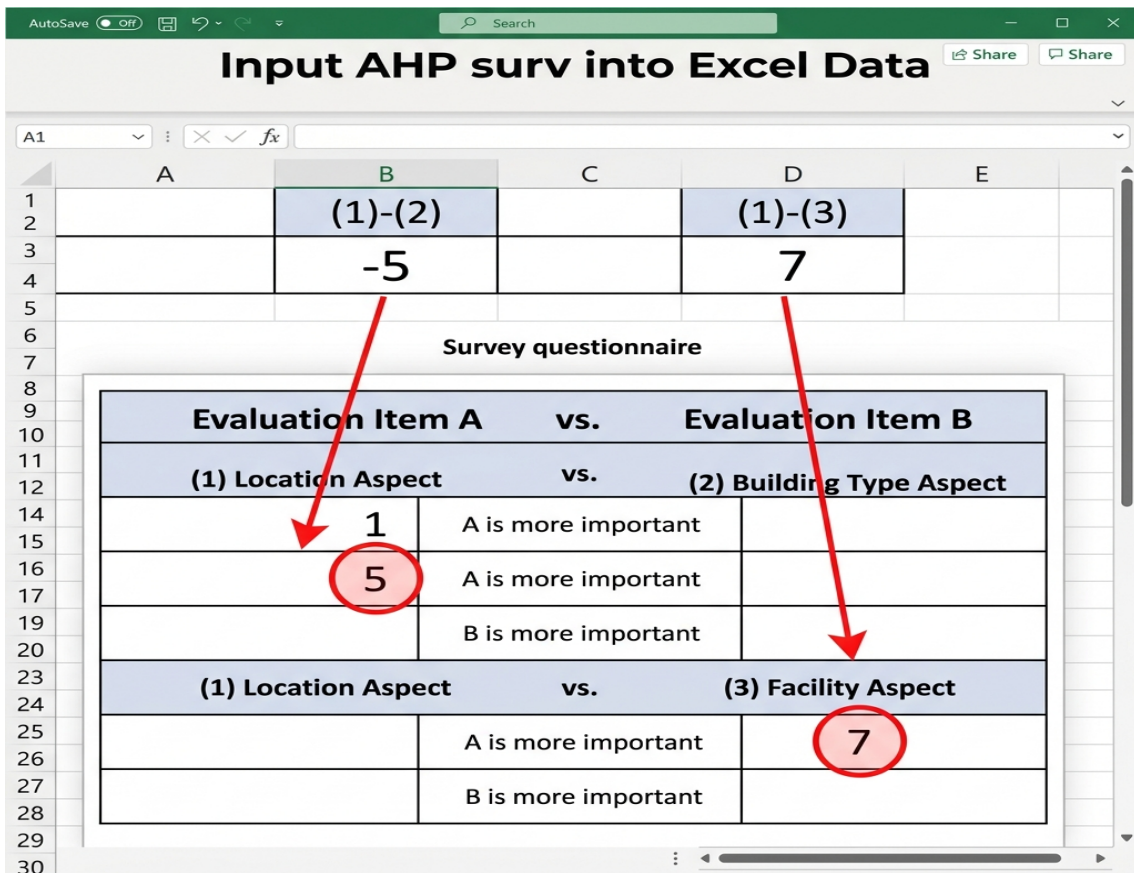 AutoSave Off Search
Input AHP surv into Excel Data Share Share
A1 fx
A B C D E
1 (1)-(2) (1)-(3)
2
3 -5 7
4
5
6 Survey questionnaire
7
8
9 Evaluation Item A vs. Evaluation Item B
10
11 (1) Location Aspect vs. (2) Building Type Aspect
12
14 1 A is more important
15
16 5 A is more important
17
19 B is more important
20
23 (1) Location Aspect vs. (3) Facility Aspect
24
25 A is more important 7
26
27 B is more important
28
29
30